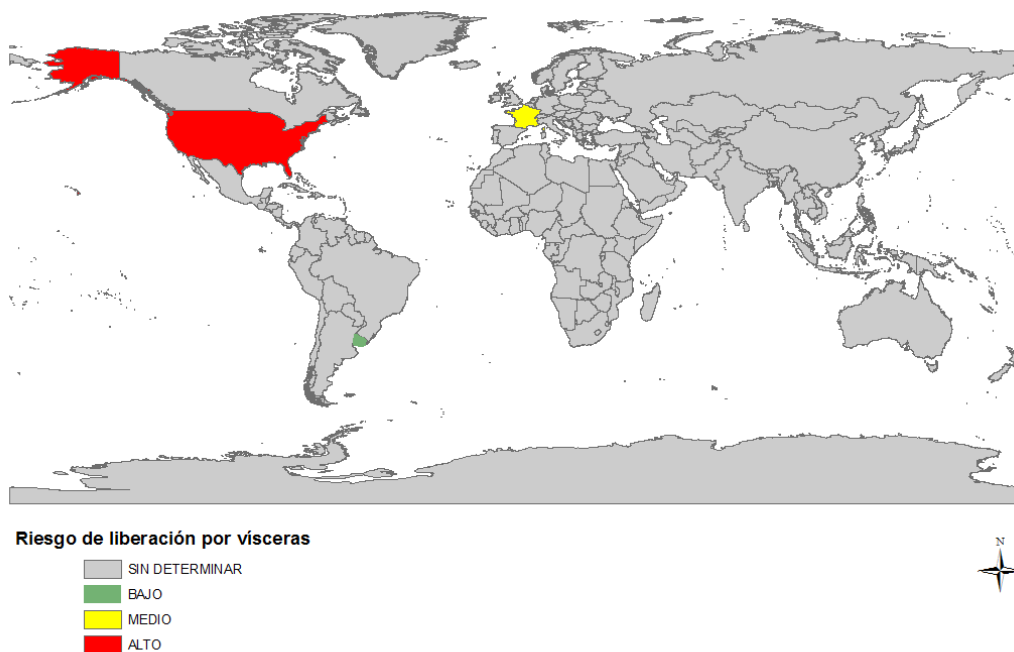 Riesgo de liberación por vísceras
N
SIN DETERMINAR
BAJO
MEDIO
ALTO